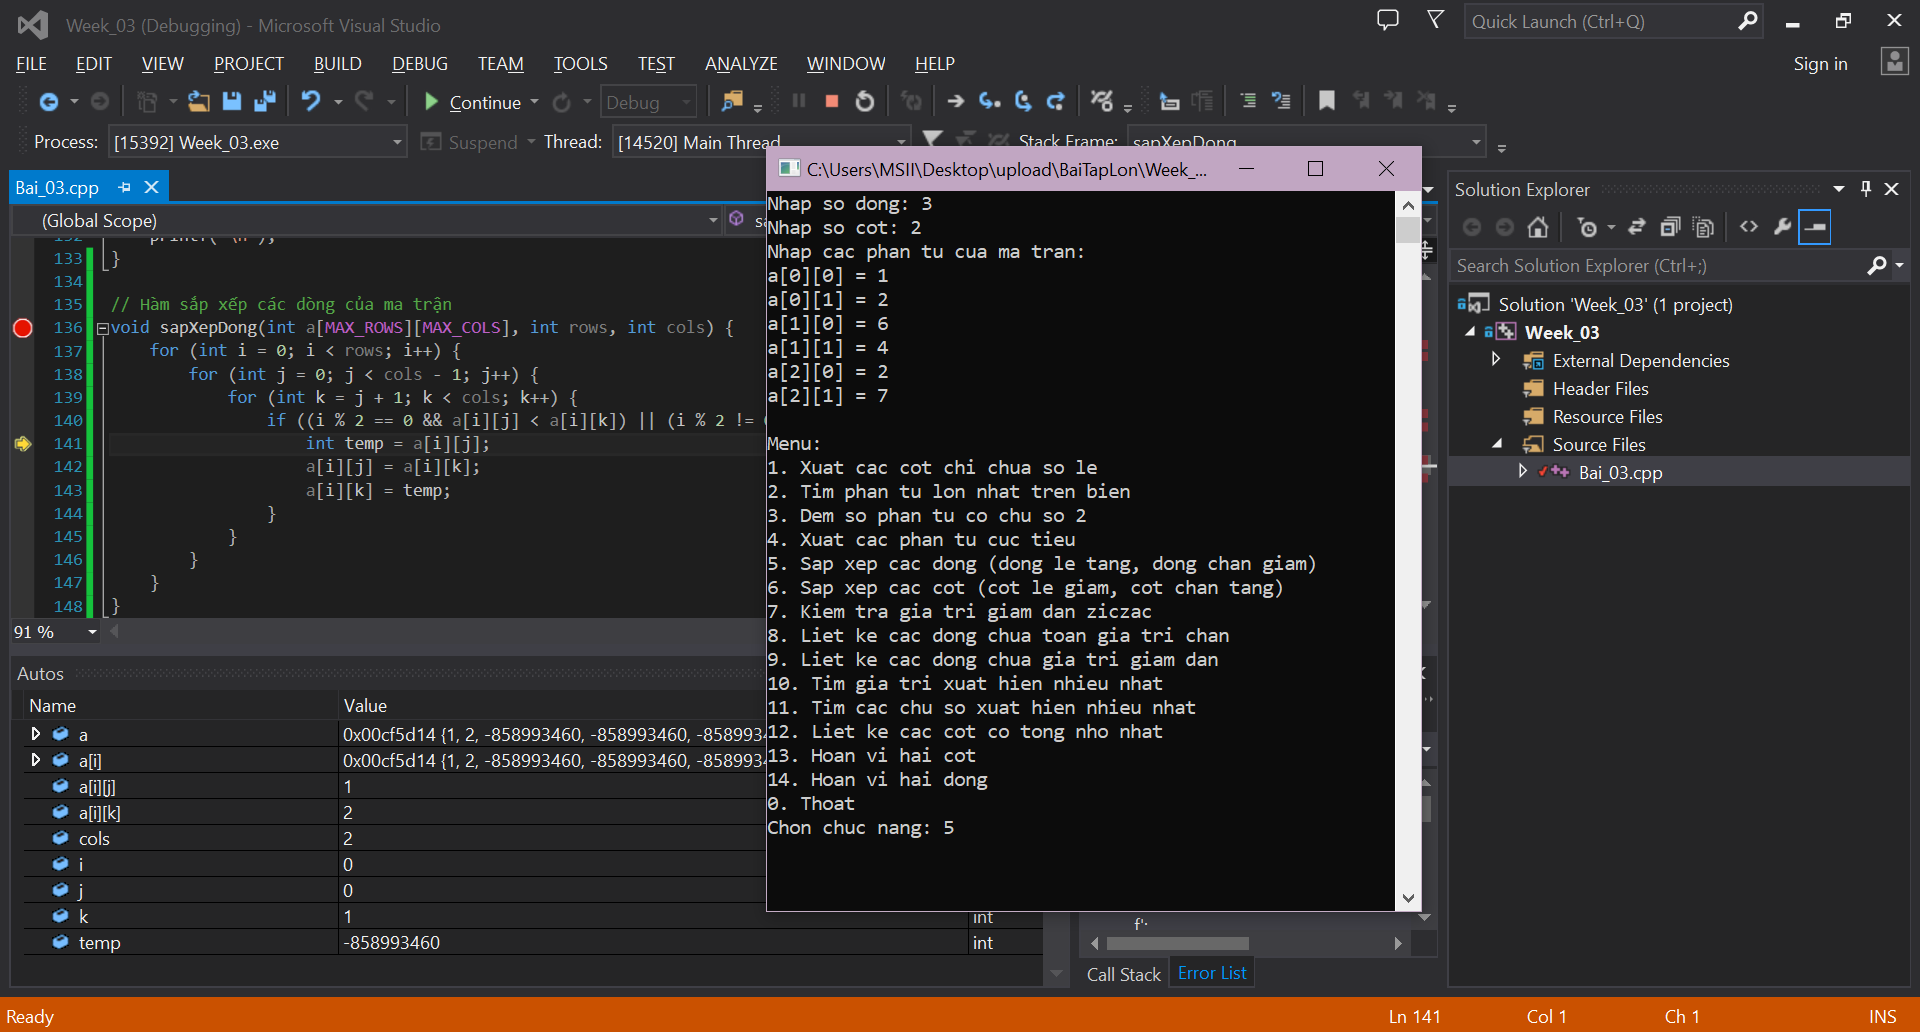 Week_03 (Debugging) - Microsoft Visual Studio
Quick Launch (Ctrl+Q)
FILE EDIT VIEW PROJECT BUILD DEBUG TEAM TOOLS TEST ANALYZE WINDOW HELP
Sign in
Continue Debug
Process: [15392] Week_03.exe Suspend Thread: [14520] Main Thread Stack Frame: sapXepDong
Bai_03.cpp
(Global Scope)
132 printf("\n");
133 }
134
135 // Hàm sắp xếp các dòng của ma trận
136 void sapXepDong(int a[MAX_ROWS][MAX_COLS], int rows, int cols) {
137 for (int i = 0; i < rows; i++) {
138 for (int j = 0; j < cols - 1; j++) {
139 for (int k = j + 1; k < cols; k++) {
140 if ((i % 2 == 0 && a[i][j] < a[i][k]) || (i % 2 !=
141 int temp = a[i][j];
142 a[i][j] = a[i][k];
143 a[i][k] = temp;
144 }
145 }
146 }
147 }
148 }
91 %
Autos
Name Value
a 0x00cf5d14 {1, 2, -858993460, -858993460, -858993
a[i] 0x00cf5d14 {1, 2, -858993460, -858993460, -858993
a[i][j] 1
a[i][k] 2
cols 2
i 0
j 0
k 1 int
temp -858993460 int
C:\Users\MSII\Desktop\upload\BaiTapLon\Week_...
Nhap so dong: 3
Nhap so cot: 2
Nhap cac phan tu cua ma tran:
a[0][0] = 1
a[0][1] = 2
a[1][0] = 6
a[1][1] = 4
a[2][0] = 2
a[2][1] = 7
Menu:
1. Xuat cac cot chi chua so le
2. Tim phan tu lon nhat tren bien
3. Dem so phan tu co chu so 2
4. Xuat cac phan tu cuc tieu
5. Sap xep cac dong (dong le tang, dong chan giam)
6. Sap xep cac cot (cot le giam, cot chan tang)
7. Kiem tra gia tri giam dan ziczac
8. Liet ke cac dong chua toan gia tri chan
9. Liet ke cac dong chua gia tri giam dan
10. Tim gia tri xuat hien nhieu nhat
11. Tim cac chu so xuat hien nhieu nhat
12. Liet ke cac cot co tong nho nhat
13. Hoan vi hai cot
14. Hoan vi hai dong
0. Thoat
Chon chuc nang: 5
f':
Call Stack Error List
Solution Explorer
Search Solution Explorer (Ctrl+;)
Solution 'Week_03' (1 project)
Week_03
External Dependencies
Header Files
Resource Files
Source Files
Bai_03.cpp
Ready Ln 141 Col 1 Ch 1 INS